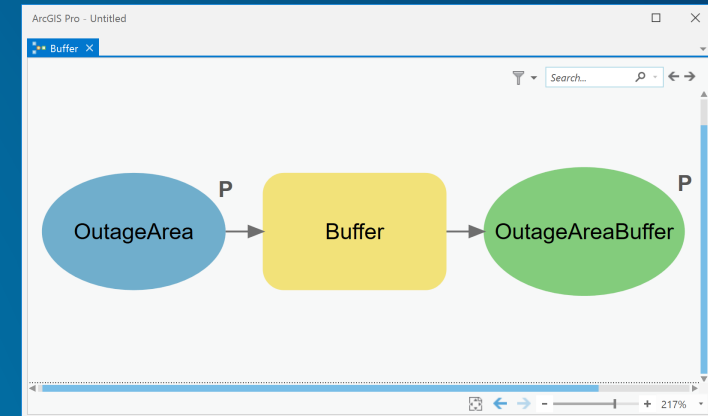 ArcGIS Pro - Untitled
Buffer
Search...
P
P
OutageArea
Buffer
OutageAreaBuffer
217%